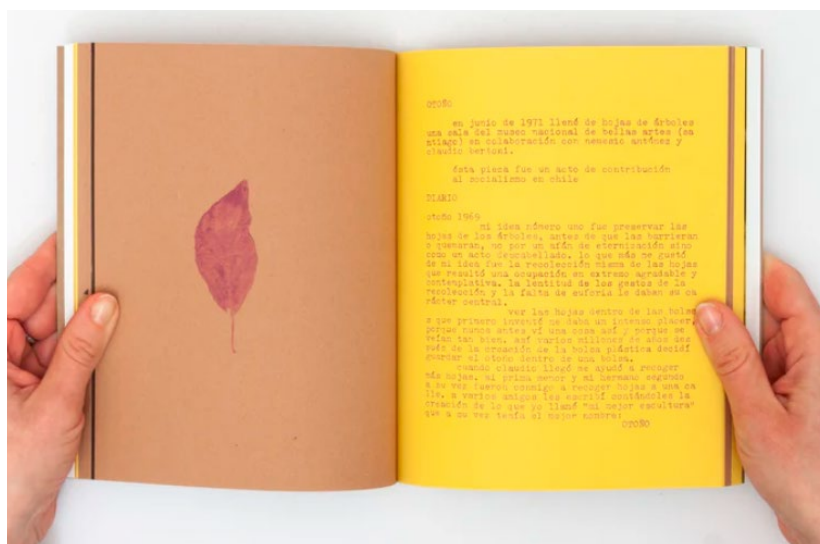 OTOÑO
en junio de 1971 llené de hojas de árboles
una sala del museo nacional de bellas artes (sa
ntiago) en colaboración con nemesio antúnez y
claudio bertoni.
ésta pieza fue un acto de contribución
al socialismo en chile
DIARIO
otoño 1969
mi idea número uno fue preservar las
hojas de los árboles, antes de que las barrieran
o quemaran, no por un afán de eternización sino
como un acto descabellado. lo que más me gustó
de mi idea fue la recolección misma de las hojas
que resultó una ocupación en extremo agradable y
contemplativa. la lentitud de los gestos de la
recolección y la falta de euforia le daban su ca
rácter central.
ver las hojas dentro de las bolsas
que primero inventé me daba un intenso placer,
porque nunca antes ví una cosa así y porque se
veían tan bien. así varios millones de años des
pués de la creación de la bolsa plástica decidí
guardar el otoño dentro de una bolsa.
cuando claudio llegó me ayudó a recoger
más hojas. mi prima menor y mi hermano segundo
a su vez fueron conmigo a recoger hojas a una ca
lle. a varios amigos les escribí contándoles la
creación de lo que yo llamé "mi mejor escultura"
que a su vez tenía el mejor nombre:
OTOÑO